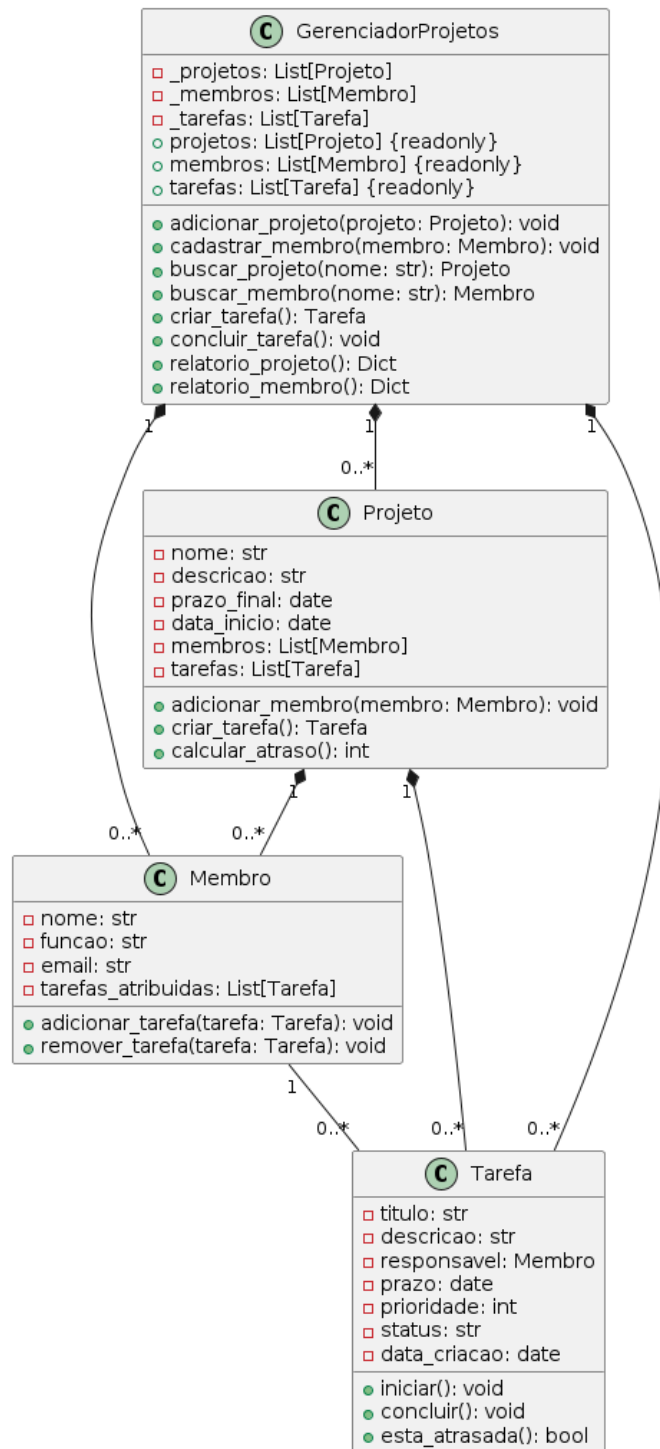 C GerenciadorProjetos
_projetos: List[Projeto]
_membros: List[Membro]
_tarefas: List[Tarefa]
projetos: List[Projeto] {readonly}
membros: List[Membro] {readonly}
tarefas: List[Tarefa] {readonly}
adicionar_projeto(projeto: Projeto): void
cadastrar_membro(membro: Membro): void
buscar_projeto(nome: str): Projeto
buscar_membro(nome: str): Membro
criar_tarefa(): Tarefa
concluir_tarefa(): void
relatorio_projeto(): Dict
relatorio_membro(): Dict
1 1 1
0..*
C Projeto
nome: str
descricao: str
prazo_final: date
data_inicio: date
membros: List[Membro]
tarefas: List[Tarefa]
adicionar_membro(membro: Membro): void
criar_tarefa(): Tarefa
calcular_atraso(): int
1 1
0..* 0..*
C Membro
nome: str
funcao: str
email: str
tarefas_atribuidas: List[Tarefa]
adicionar_tarefa(tarefa: Tarefa): void
remover_tarefa(tarefa: Tarefa): void
1
0..* 0..* 0..*
C Tarefa
titulo: str
descricao: str
responsavel: Membro
prazo: date
prioridade: int
status: str
data_criacao: date
iniciar(): void
concluir(): void
esta_atrasada(): bool